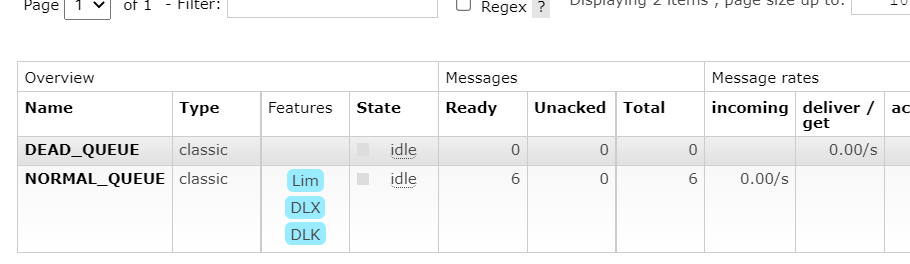 Page 1 of 1 - Filter: Regex ? Displaying 2 items , page size up to:
Overview Messages Message rates
Name Type Features State Ready Unacked Total incoming deliver / get
DEAD_QUEUE classic idle 0 0 0 0.00/s
NORMAL_QUEUE classic Lim idle 6 0 6 0.00/s
DLX
DLK